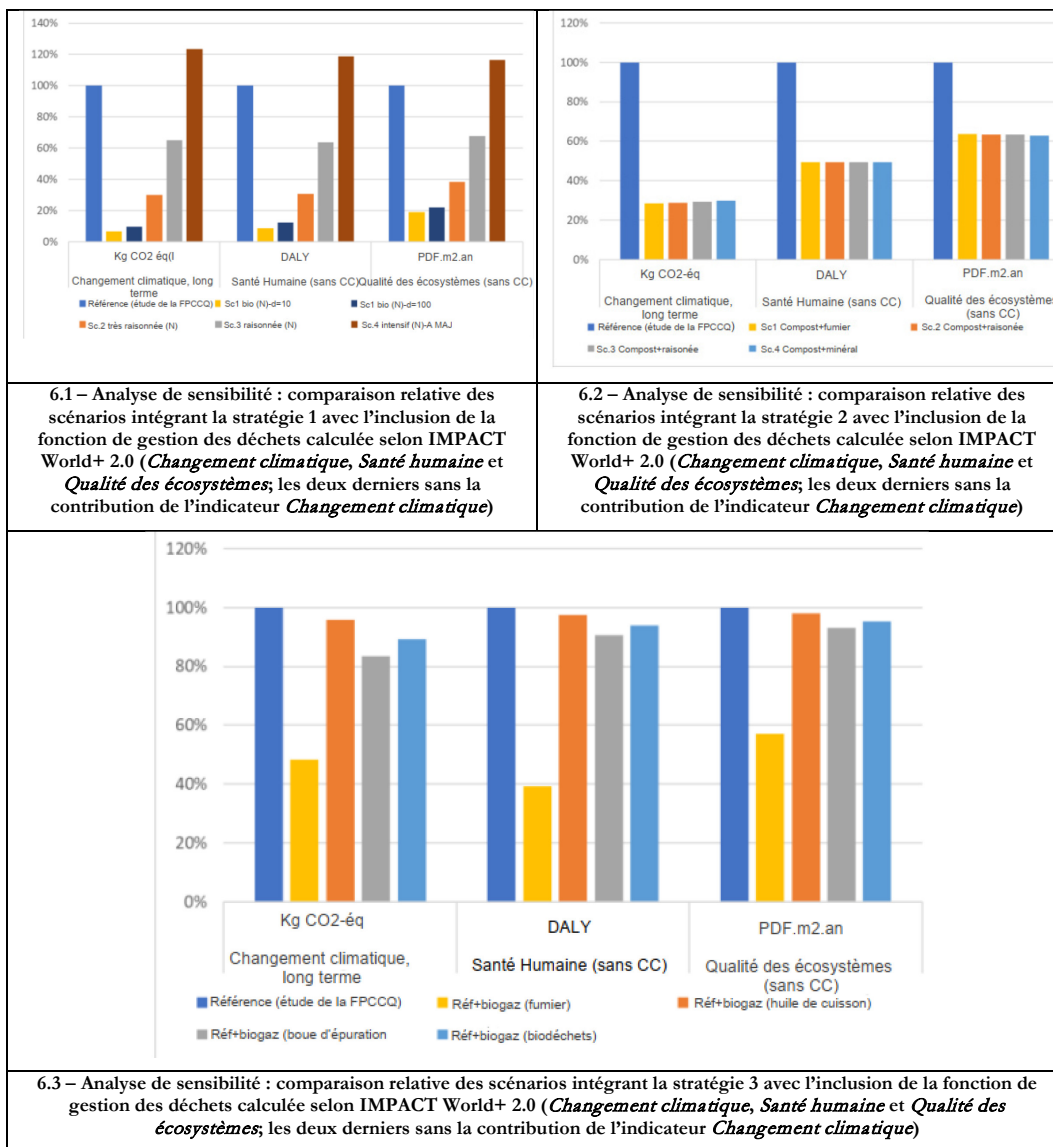 140%
120%
100%
80%
60%
40%
20%
0%
Kg CO2 éq(l
DALY
PDF.m2.an
Changement climatique, long
terme
Santé Humaine (sans CC)
Qualité des écosystèmes (sans CC)
Référence (étude de la FPCCQ)
Sc1 bio (N)-d=10
Sc1 bio (N)-d=100
Sc.2 très raisonnée (N)
Sc.3 raisonnée (N)
Sc.4 intensif (N)-A MAJ
120%
100%
80%
60%
40%
20%
0%
Kg CO2-éq
DALY
PDF.m2.an
Changement climatique,
long terme
Santé Humaine (sans CC)
Qualité des écosystèmes
(sans CC)
Référence (étude de la FPCCQ)
Sc1 Compost+fumier
Sc.2 Compost+raisonée
Sc.3 Compost+raisonée
Sc.4 Compost+minéral
6.1 – Analyse de sensibilité : comparaison relative des
scénarios intégrant la stratégie 1 avec l’inclusion de la
fonction de gestion des déchets calculée selon IMPACT
World+ 2.0 (Changement climatique, Santé humaine et
Qualité des écosystèmes; les deux derniers sans la
contribution de l’indicateur Changement climatique)
6.2 – Analyse de sensibilité : comparaison relative des
scénarios intégrant la stratégie 2 avec l’inclusion de la
fonction de gestion des déchets calculée selon IMPACT
World+ 2.0 (Changement climatique, Santé humaine et
Qualité des écosystèmes; les deux derniers sans la
contribution de l’indicateur Changement climatique)
120%
100%
80%
60%
40%
20%
0%
Kg CO2-éq
DALY
PDF.m2.an
Changement climatique,
long terme
Santé Humaine (sans CC)
Qualité des écosystèmes
(sans CC)
Référence (étude de la FPCCQ)
Réf+biogaz (fumier)
Réf+biogaz (huile de cuisson)
Réf+biogaz (boue d'épuration
Réf+biogaz (biodéchets)
6.3 – Analyse de sensibilité : comparaison relative des scénarios intégrant la stratégie 3 avec l’inclusion de la fonction de
gestion des déchets calculée selon IMPACT World+ 2.0 (Changement climatique, Santé humaine et Qualité des
écosystèmes; les deux derniers sans la contribution de l’indicateur Changement climatique)